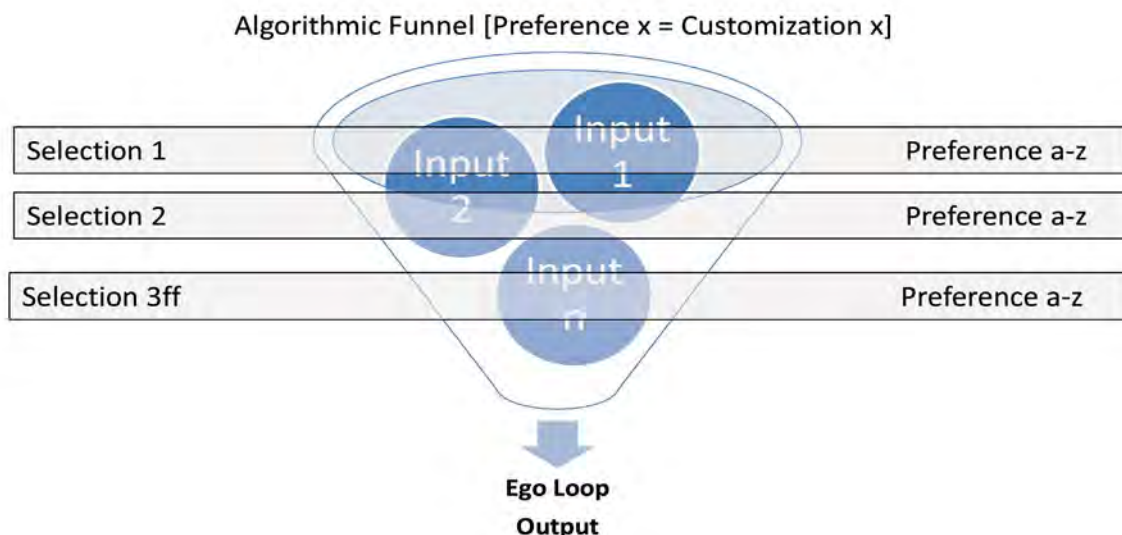 Algorithmic Funnel [Preference x = Customization x]
Input
1
Selection 1
Preference a-z
Input
2
Selection 2
Preference a-z
Input
n
Selection 3ff
Preference a-z
Ego Loop
Output